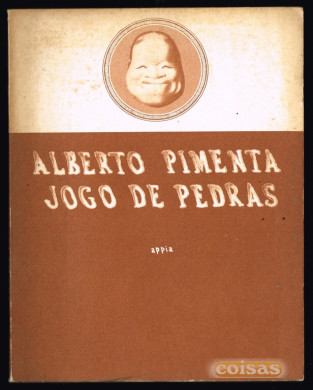 ALBERTO PIMENTA
JOGO DE PEDRAS
appia
coisas